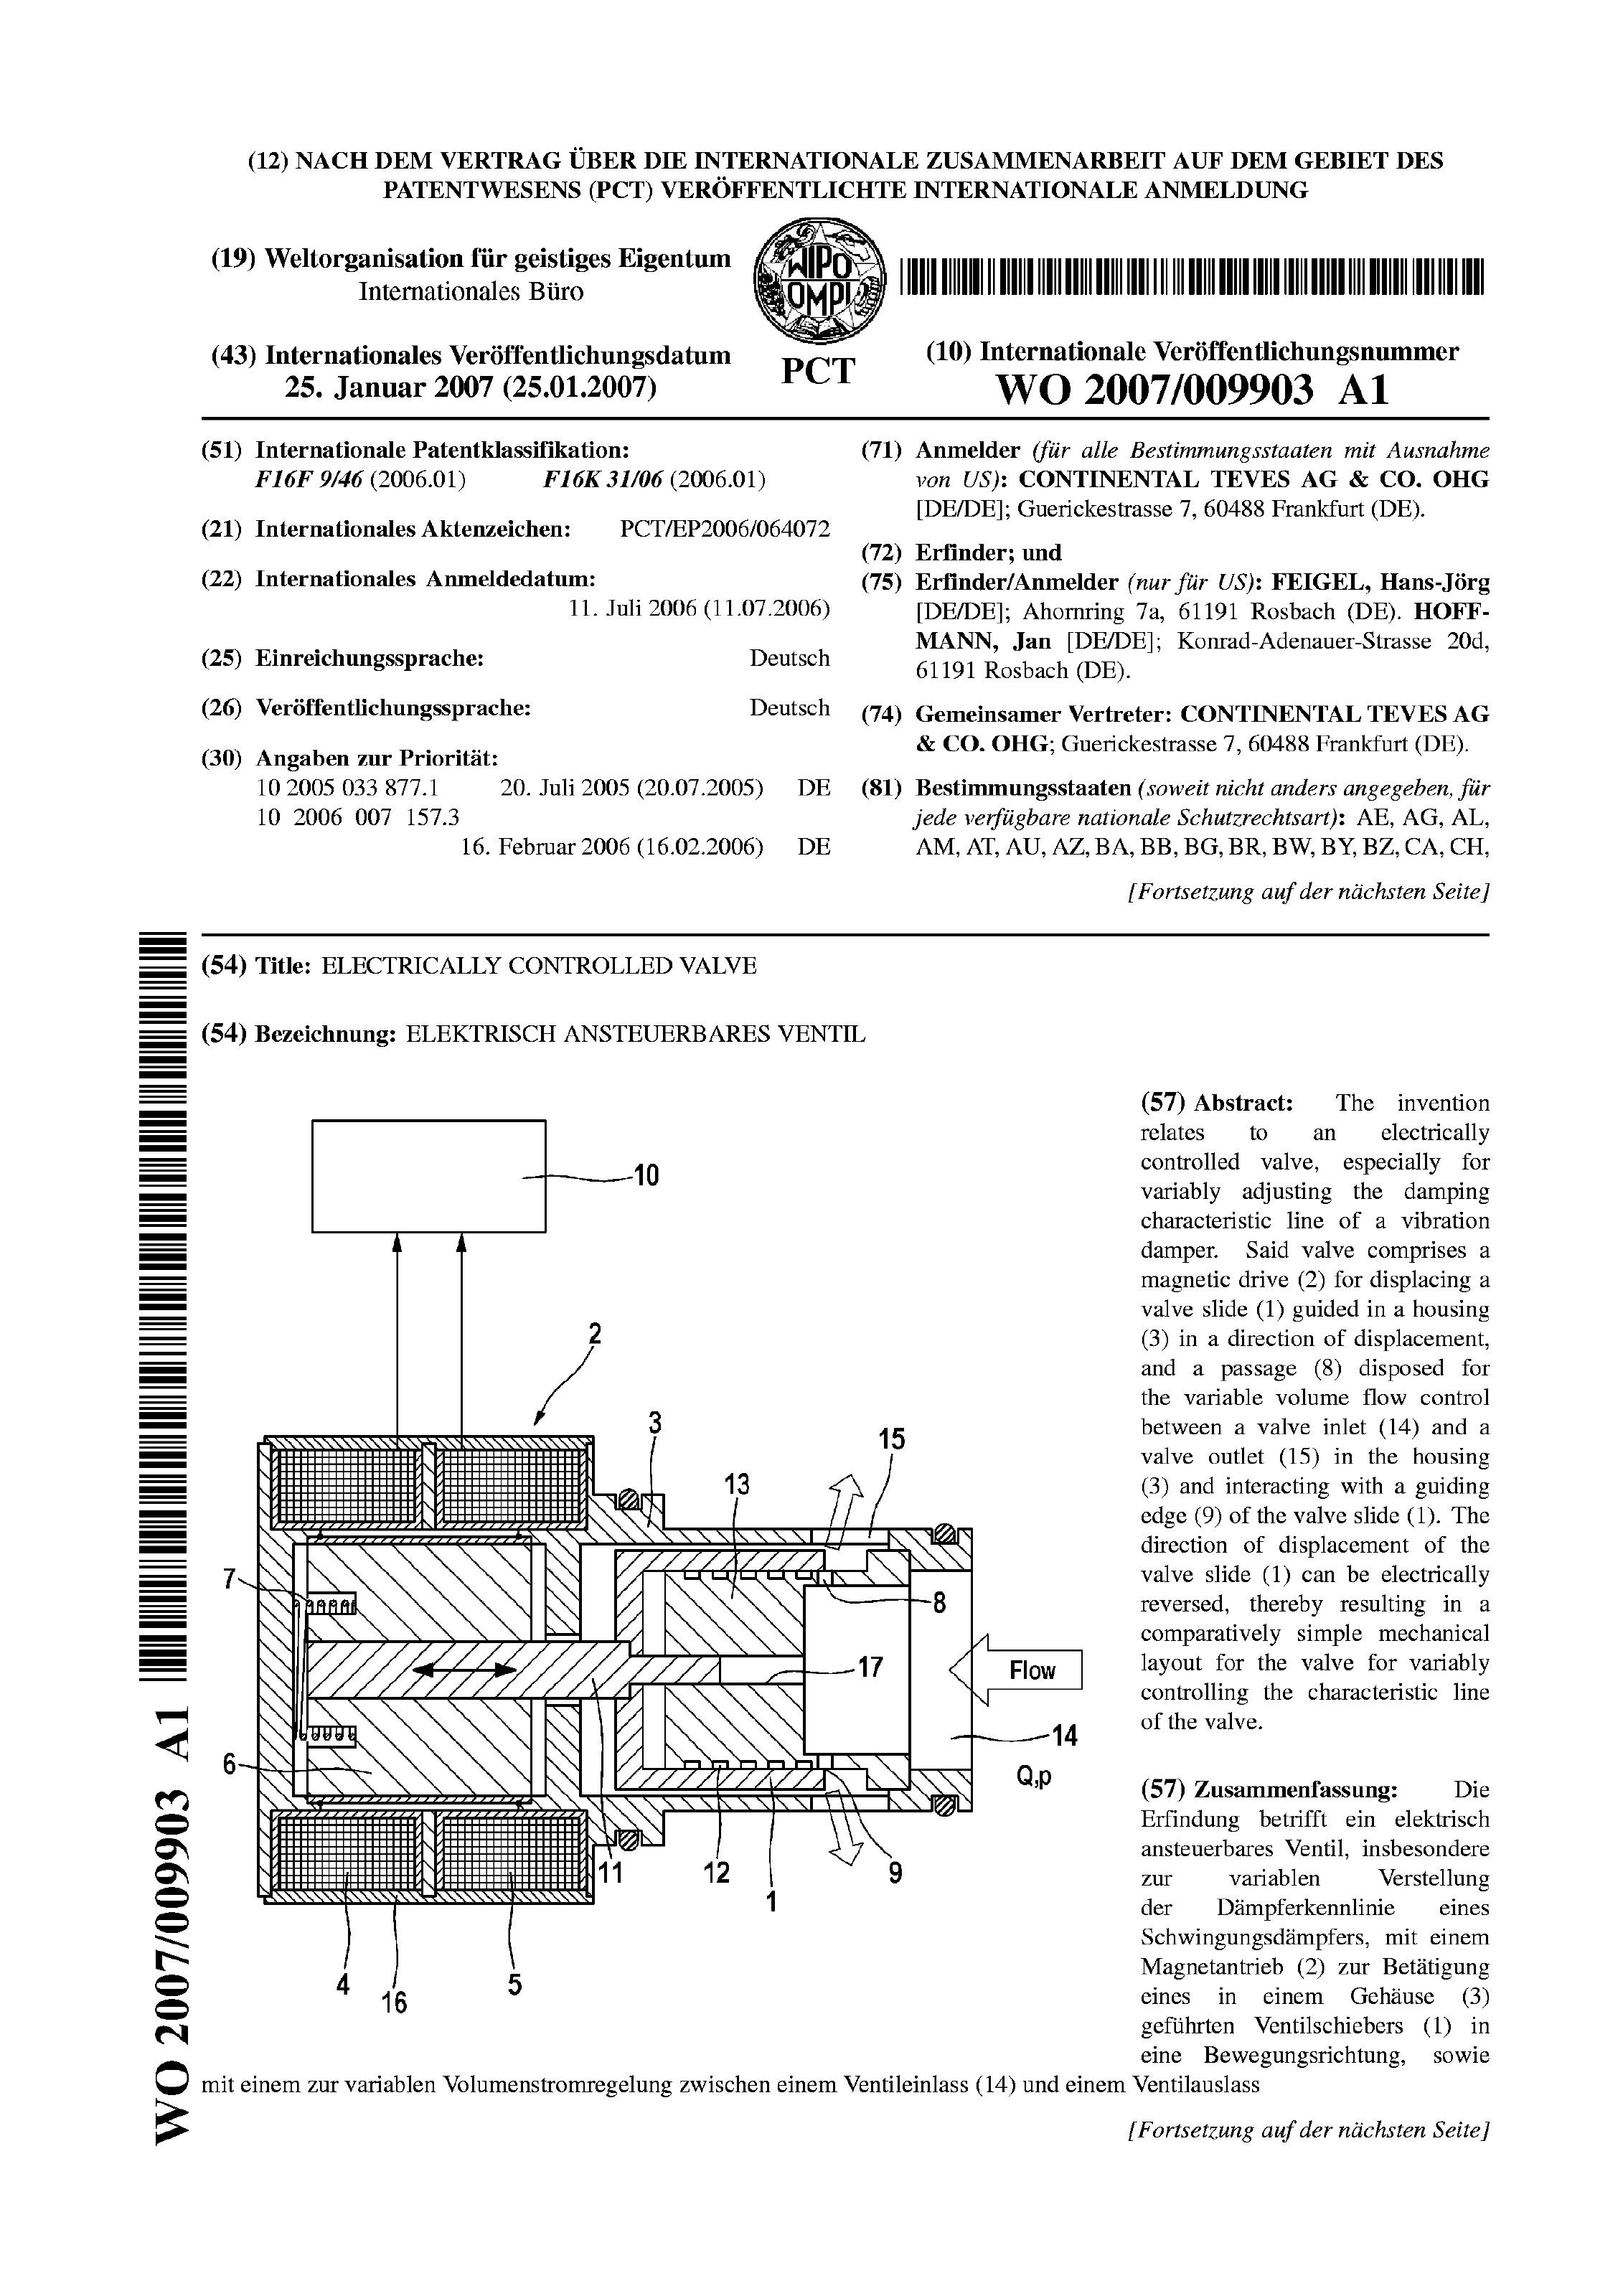 (12) NACH DEM VERTRAG ÜBER DIE INTERNATIONALE ZUSAMMENARBEIT AUF DEM GEBIET DES
PATENTWESENS (PCT) VERÖFFENTLICHTE INTERNATIONALE ANMELDUNG
(19) Weltorganisation für geistiges Eigentum
Internationales Büro
WIPO
OMPI
PCT
(43) Internationales Veröffentlichungsdatum
25. Januar 2007 (25.01.2007)
(10) Internationale Veröffentlichungsnummer
WO 2007/009903 A1
(51) Internationale Patentklassifikation:
F16F 9/46 (2006.01) F16K 31/06 (2006.01)
(21) Internationales Aktenzeichen: PCT/EP2006/064072
(22) Internationales Anmeldedatum:
11. Juli 2006 (11.07.2006)
(25) Einreichungssprache: Deutsch
(26) Veröffentlichungssprache: Deutsch
(30) Angaben zur Priorität:
10 2005 033 877.1 20. Juli 2005 (20.07.2005) DE
10 2006 007 157.3
16. Februar 2006 (16.02.2006) DE
(71) Anmelder (für alle Bestimmungsstaaten mit Ausnahme
von US): CONTINENTAL TEVES AG & CO. OHG
[DE/DE]; Guerickestrasse 7, 60488 Frankfurt (DE).
(72) Erfinder; und
(75) Erfinder/Anmelder (nur für US): FEIGEL, Hans-Jörg
[DE/DE]; Ahornring 7a, 61191 Rosbach (DE). HOFF-
MANN, Jan [DE/DE]; Konrad-Adenauer-Strasse 20d,
61191 Rosbach (DE).
(74) Gemeinsamer Vertreter: CONTINENTAL TEVES AG
& CO. OHG; Guerickestrasse 7, 60488 Frankfurt (DE).
(81) Bestimmungsstaaten (soweit nicht anders angegeben, für
jede verfügbare nationale Schutzrechtsart): AE, AG, AL,
AM, AT, AU, AZ, BA, BB, BG, BR, BW, BY, BZ, CA, CH,
[Fortsetzung auf der nächsten Seite]
(54) Title: ELECTRICALLY CONTROLLED VALVE
(54) Bezeichnung: ELEKTRISCH ANSTEUERBARES VENTIL
10
2
3
15
13
7
8
17
Flow
14
6
Q,p
11
12
1
9
4
16
5
(57) Abstract: The invention
relates to an electrically
controlled valve, especially for
variably adjusting the damping
characteristic line of a vibration
damper. Said valve comprises a
magnetic drive (2) for displacing a
valve slide (1) guided in a housing
(3) in a direction of displacement,
and a passage (8) disposed for
the variable volume flow control
between a valve inlet (14) and a
valve outlet (15) in the housing
(3) and interacting with a guiding
edge (9) of the valve slide (1). The
direction of displacement of the
valve slide (1) can be electrically
reversed, thereby resulting in a
comparatively simple mechanical
layout for the valve for variably
controlling the characteristic line
of the valve.
(57) Zusammenfassung: Die
Erfindung betrifft ein elektrisch
ansteuerbares Ventil, insbesondere
zur variablen Verstellung
der Dämpferkennlinie eines
Schwingungsdämpfers, mit einem
Magnetantrieb (2) zur Betätigung
eines in einem Gehäuse (3)
geführten Ventilschiebers (1) in
eine Bewegungsrichtung, sowie
mit einem zur variablen Volumenstromregelung zwischen einem Ventileinlass (14) und einem Ventilauslass
[Fortsetzung auf der nächsten Seite]
WO 2007/009903 A1